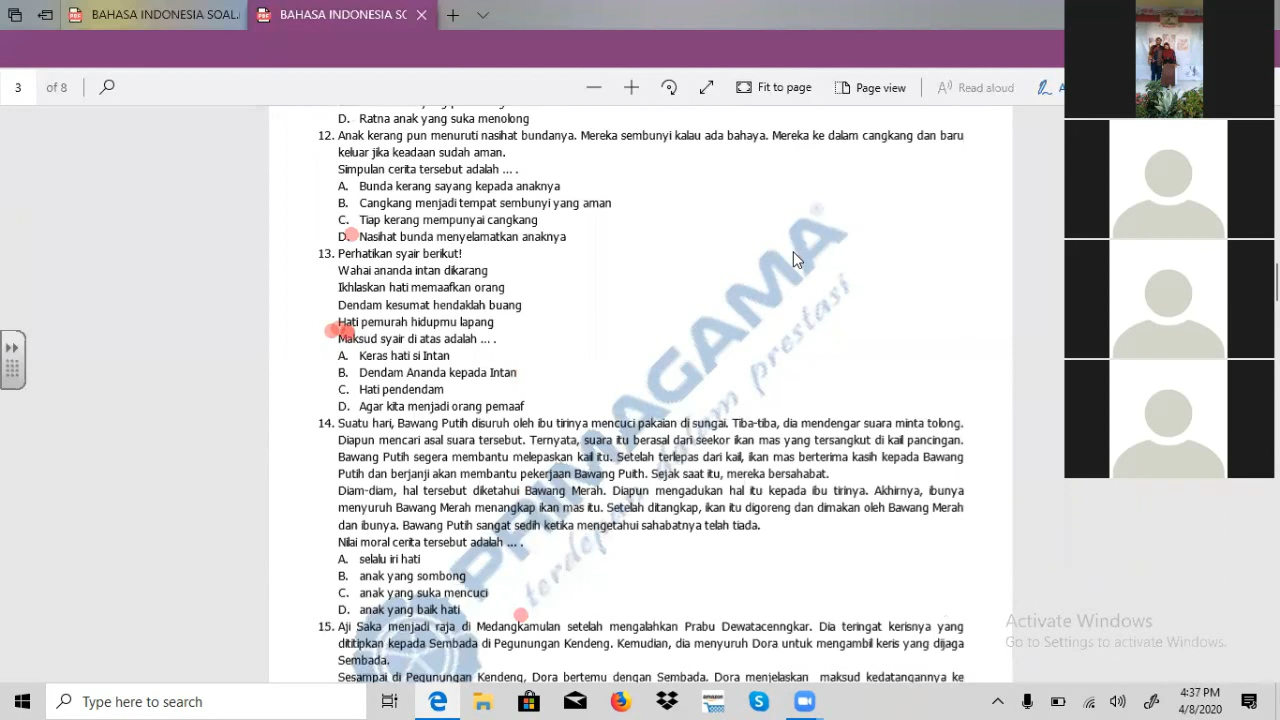 BAHASA INDONESIA SOAL
BAHASA INDONESIA SO
3 of 8
Fit to page
Page view
Read aloud
D. Ratna anak yang suka menolong
12. Anak kerang pun menuruti nasihat bundanya. Mereka sembunyi kalau ada bahaya. Mereka ke dalam cangkang dan baru
keluar jika keadaan sudah aman.
Simpulan cerita tersebut adalah ... .
A. Bunda kerang sayang kepada anaknya
B. Cangkang menjadi tempat sembunyi yang aman
C. Tiap kerang mempunyai cangkang
D. Nasihat bunda menyelamatkan anaknya
13. Perhatikan syair berikut!
Wahai ananda intan dikarang
Ikhlaskan hati memaafkan orang
Dendam kesumat hendaklah buang
Hati pemurah hidupmu lapang
Maksud syair di atas adalah ... .
A. Keras hati si Intan
B. Dendam Ananda kepada Intan
C. Hati pendendam
D. Agar kita menjadi orang pemaaf
14. Suatu hari, Bawang Putih disuruh oleh ibu tirinya mencuci pakaian di sungai. Tiba-tiba, dia mendengar suara minta tolong.
Diapun mencari asal suara tersebut. Ternyata, suara itu berasal dari seekor ikan mas yang tersangkut di kail pancingan.
Bawang Putih segera membantu melepaskan kail itu. Setelah terlepas dari kail, ikan mas berterima kasih kepada Bawang
Putih dan berjanji akan membantu pekerjaan Bawang Puith. Sejak saat itu, mereka bersahabat.
Diam-diam, hal tersebut diketahui Bawang Merah. Diapun mengadukan hal itu kepada ibu tirinya. Akhirnya, ibunya
menyuruh Bawang Merah menangkap ikan mas itu. Setelah ditangkap, ikan itu digoreng dan dimakan oleh Bawang Merah
dan ibunya. Bawang Putih sangat sedih ketika mengetahui sahabatnya telah tiada.
Nilai moral cerita tersebut adalah ... .
A. selalu iri hati
B. anak yang sombong
C. anak yang suka mencuci
D. anak yang baik hati
15. Aji Saka menjadi raja di Medangkamulan setelah mengalahkan Prabu Dewatacenngkar. Dia teringat kerisnya yang
dititipkan kepada Sembada di Pegunungan Kendeng. Kemudian, dia menyuruh Dora untuk mengambil keris yang dijaga
Sembada.
Sesampai di Pegunungan Kendeng, Dora bertemu dengan Sembada. Dora menjelaskan maksud kedatangannya ke
PRIMAGAMA
terdepan dalam prestasi
Activate Windows
Go to Settings to activate Windows.
Type here to search
4:37 PM
4/8/2020